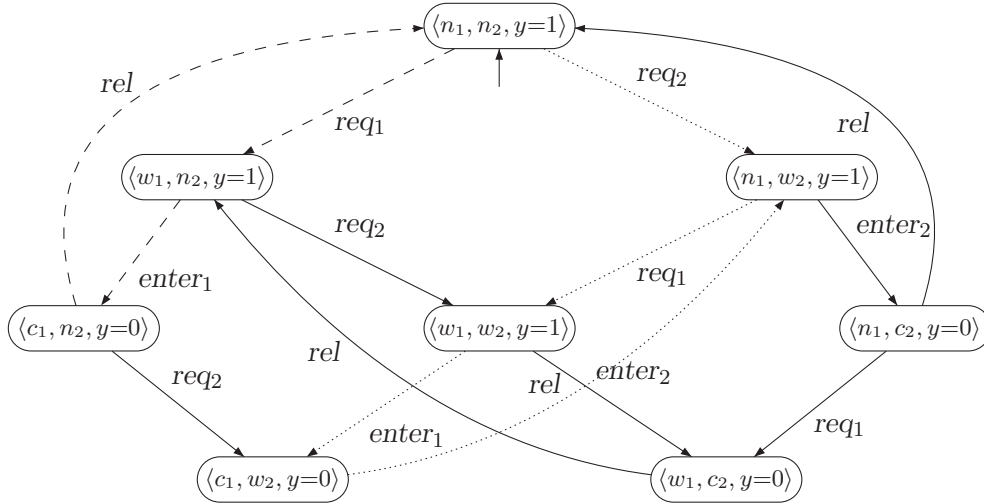 ⟨n₁, n₂, y=1⟩
rel
req₂
req₁
rel
⟨w₁, n₂, y=1⟩
⟨n₁, w₂, y=1⟩
req₂
enter₂
enter₁
req₁
⟨c₁, n₂, y=0⟩
⟨w₁, w₂, y=1⟩
⟨n₁, c₂, y=0⟩
rel
req₂
rel
enter₂
enter₁
req₁
⟨c₁, w₂, y=0⟩
⟨w₁, c₂, y=0⟩